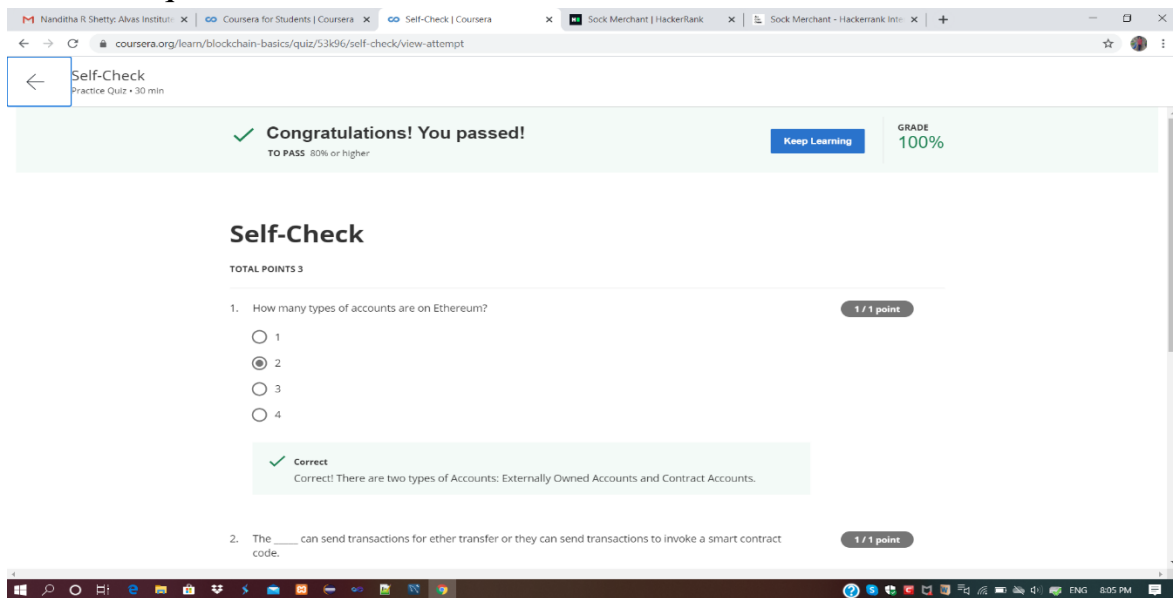 Nanditha R Shetty: Alvas Institute
Coursera for Students | Coursera
Self-Check | Coursera
Sock Merchant | HackerRank
Sock Merchant - Hackerrank Inte
coursera.org/learn/blockchain-basics/quiz/53k96/self-check/view-attempt
Self-Check
Practice Quiz • 30 min
Congratulations! You passed!
TO PASS 80% or higher
Keep Learning
GRADE
100%
Self-Check
TOTAL POINTS 3
1. How many types of accounts are on Ethereum?
1 / 1 point
1
2
3
4
Correct
Correct! There are two types of Accounts: Externally Owned Accounts and Contract Accounts.
2. The ____ can send transactions for ether transfer or they can send transactions to invoke a smart contract
code.
1 / 1 point
ENG 8:05 PM